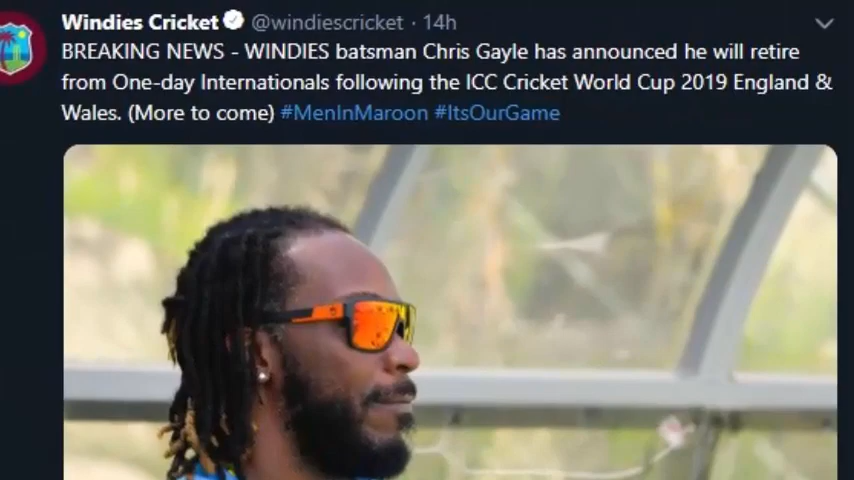 Windies Cricket @windiescricket · 14h
BREAKING NEWS - WINDIES batsman Chris Gayle has announced he will retire
from One-day Internationals following the ICC Cricket World Cup 2019 England &
Wales. (More to come) #MenInMaroon #ItsOurGame